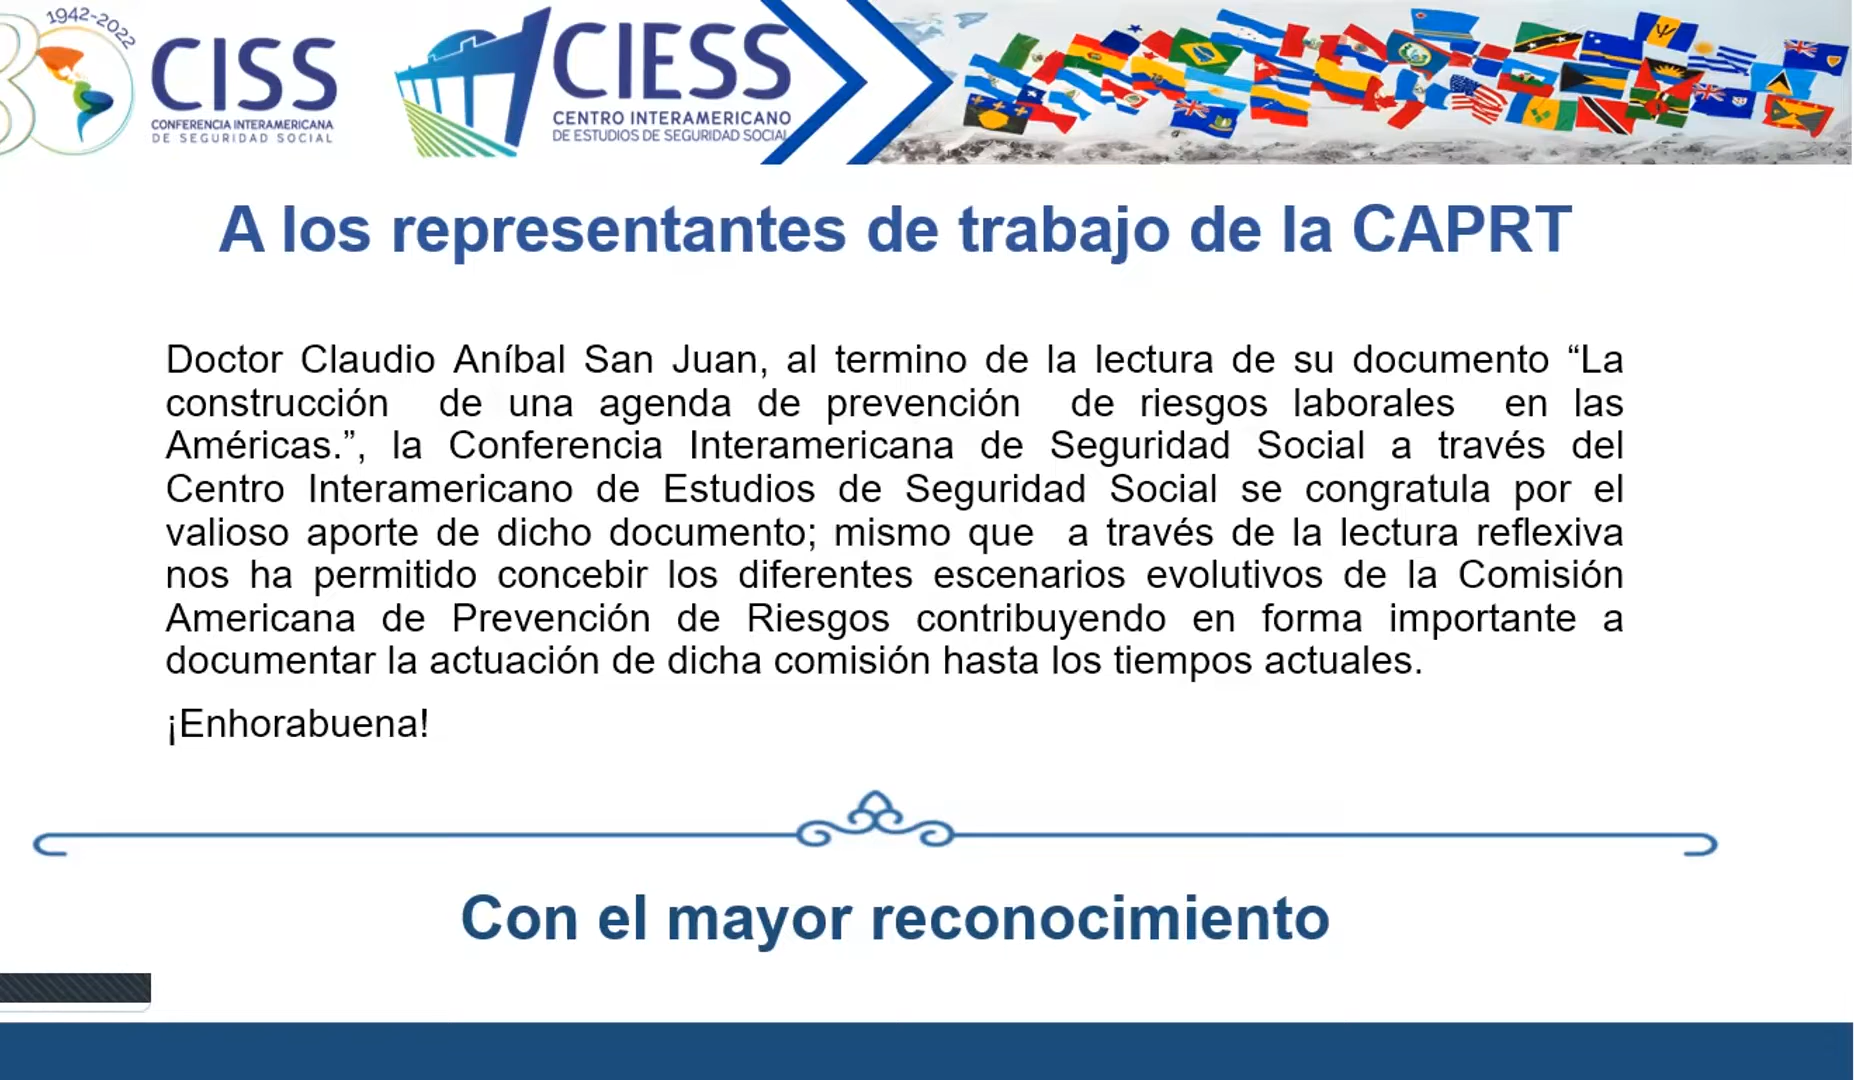 1942-2022
CISS
CONFERENCIA INTERAMERICANA
DE SEGURIDAD SOCIAL
CIESS
CENTRO INTERAMERICANO
DE ESTUDIOS DE SEGURIDAD SOCIAL
A los representantes de trabajo de la CAPRT
Doctor Claudio Aníbal San Juan, al termino de la lectura de su documento “La
construcción de una agenda de prevención de riesgos laborales en las
Américas.”, la Conferencia Interamericana de Seguridad Social a través del
Centro Interamericano de Estudios de Seguridad Social se congratula por el
valioso aporte de dicho documento; mismo que a través de la lectura reflexiva
nos ha permitido concebir los diferentes escenarios evolutivos de la Comisión
Americana de Prevención de Riesgos contribuyendo en forma importante a
documentar la actuación de dicha comisión hasta los tiempos actuales.
¡Enhorabuena!
Con el mayor reconocimiento